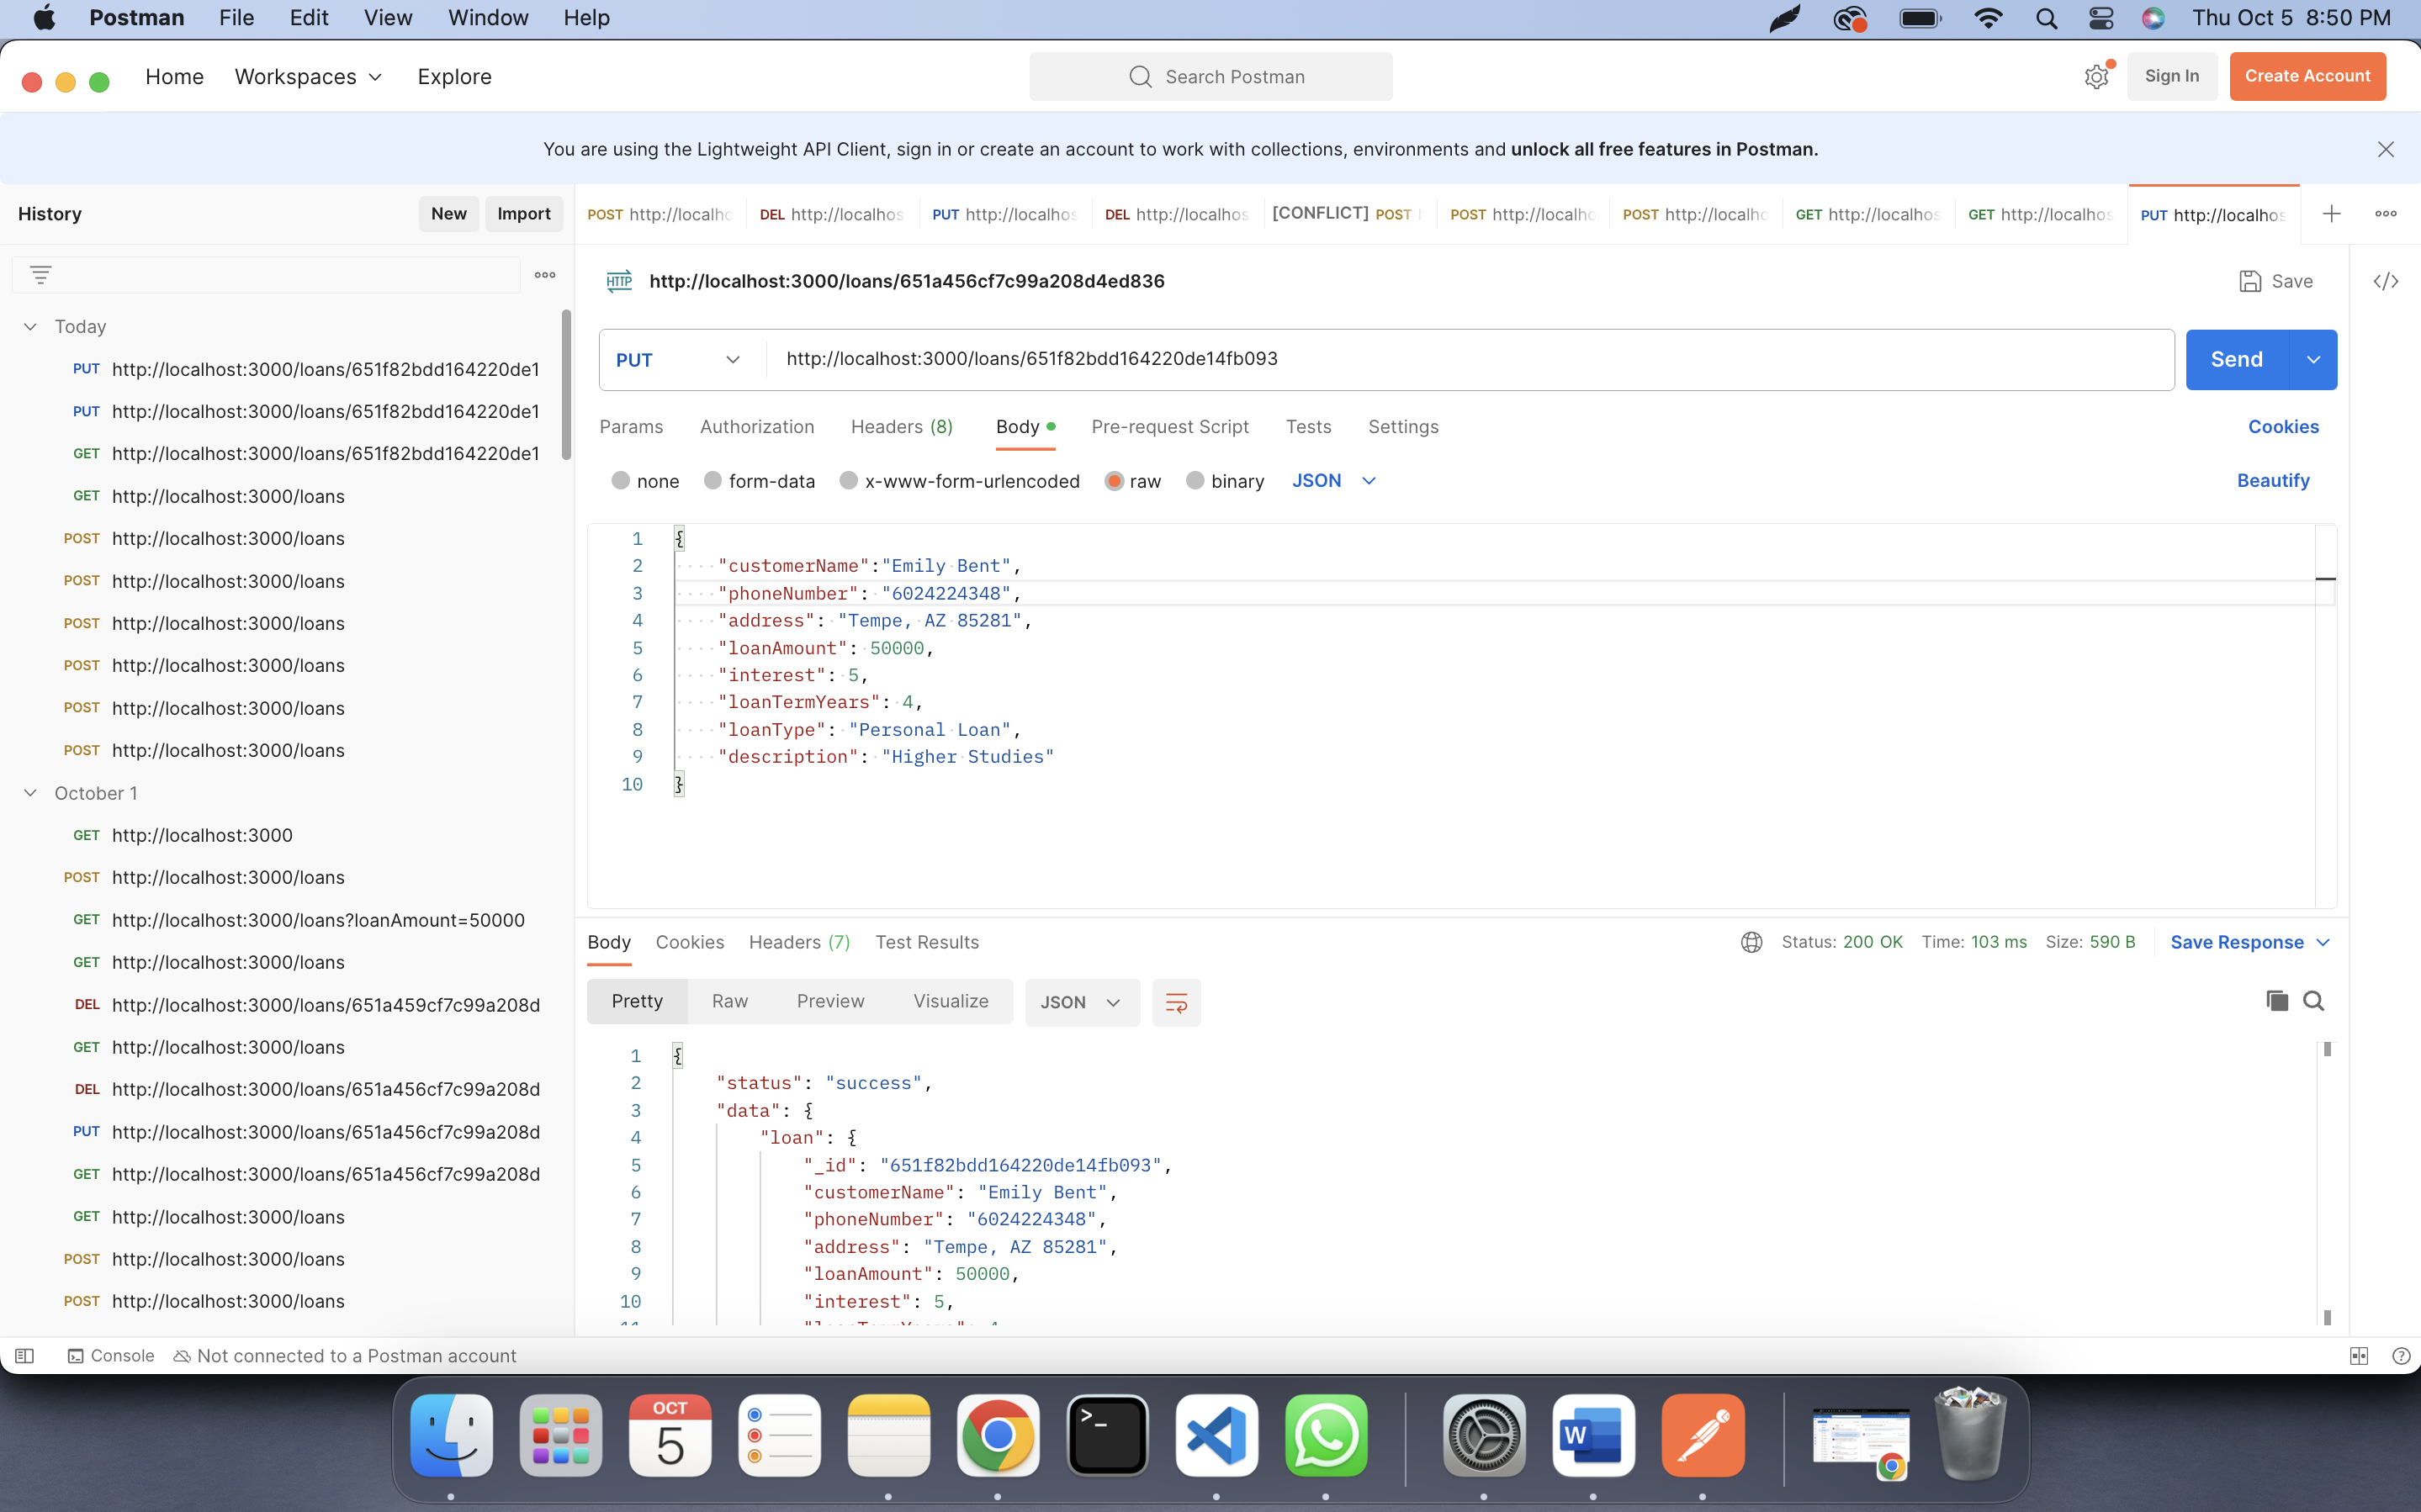 Postman File Edit View Window Help Thu Oct 5 8:50 PM
Home Workspaces Explore Search Postman Sign In Create Account
You are using the Lightweight API Client, sign in or create an account to work with collections, environments and unlock all free features in Postman.
History New Import
POST http://localho DEL http://localhos PUT http://localhos DEL http://localhos [CONFLICT] POST POST http://localho POST http://localho GET http://localhos GET http://localhos PUT http://localhos
Today
PUT http://localhost:3000/loans/651f82bdd164220de1
PUT http://localhost:3000/loans/651f82bdd164220de1
GET http://localhost:3000/loans/651f82bdd164220de1
GET http://localhost:3000/loans
POST http://localhost:3000/loans
POST http://localhost:3000/loans
POST http://localhost:3000/loans
POST http://localhost:3000/loans
POST http://localhost:3000/loans
POST http://localhost:3000/loans
October 1
GET http://localhost:3000
POST http://localhost:3000/loans
GET http://localhost:3000/loans?loanAmount=50000
GET http://localhost:3000/loans
DEL http://localhost:3000/loans/651a459cf7c99a208d
GET http://localhost:3000/loans
DEL http://localhost:3000/loans/651a456cf7c99a208d
PUT http://localhost:3000/loans/651a456cf7c99a208d
GET http://localhost:3000/loans/651a456cf7c99a208d
GET http://localhost:3000/loans
POST http://localhost:3000/loans
POST http://localhost:3000/loans
HTTP http://localhost:3000/loans/651a456cf7c99a208d4ed836 Save
PUT http://localhost:3000/loans/651f82bdd164220de14fb093 Send
Params Authorization Headers (8) Body Pre-request Script Tests Settings Cookies
none form-data x-www-form-urlencoded raw binary JSON Beautify
1 {
2 "customerName":"Emily Bent",
3 "phoneNumber": "6024224348",
4 "address": "Tempe, AZ 85281",
5 "loanAmount": 50000,
6 "interest": 5,
7 "loanTermYears": 4,
8 "loanType": "Personal Loan",
9 "description": "Higher Studies"
10 }
Body Cookies Headers (7) Test Results Status: 200 OK Time: 103 ms Size: 590 B Save Response
Pretty Raw Preview Visualize JSON
1 {
2 "status": "success",
3 "data": {
4 "loan": {
5 "_id": "651f82bdd164220de14fb093",
6 "customerName": "Emily Bent",
7 "phoneNumber": "6024224348",
8 "address": "Tempe, AZ 85281",
9 "loanAmount": 50000,
10 "interest": 5,
Console Not connected to a Postman account
OCT
5
>_
W